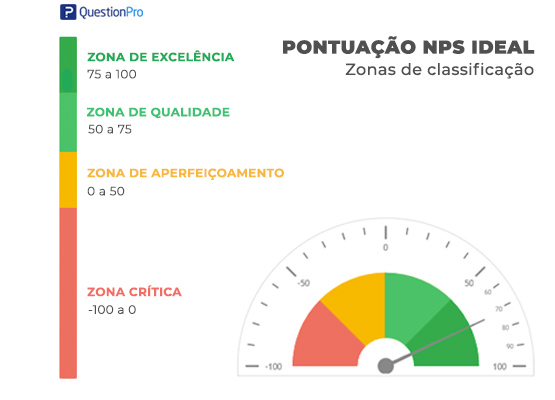 QuestionPro
PONTUAÇÃO NPS IDEAL
Zonas de classificação
ZONA DE EXCELÊNCIA
75 a 100
ZONA DE QUALIDADE
50 a 75
ZONA DE APERFEIÇOAMENTO
0 a 50
ZONA CRÍTICA
-100 a 0
-100
-50
0
50
60
70
80
90
100